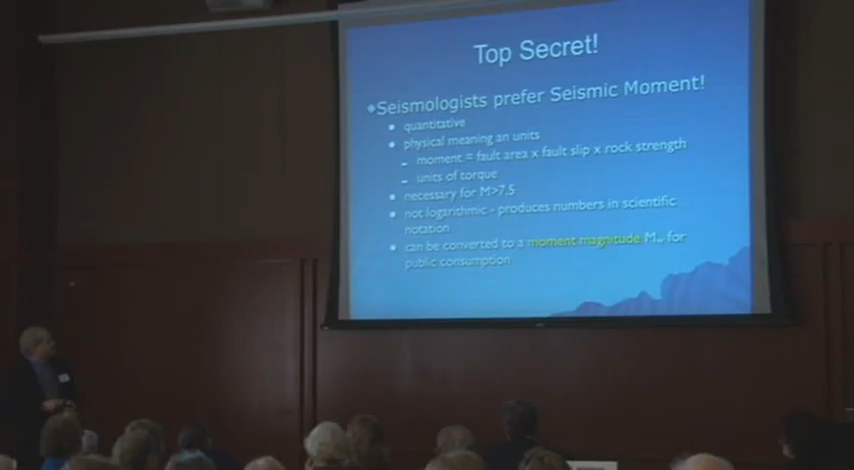 Top Secret!
◆Seismologists prefer Seismic Moment!
• quantitative
• physical meaning an units
– moment = fault area x fault slip x rock strength
– units of torque
• necessary for M>7.5
• not logarithmic - produces numbers in scientific
notation
• can be converted to a moment magnitude Mw for
public consumption